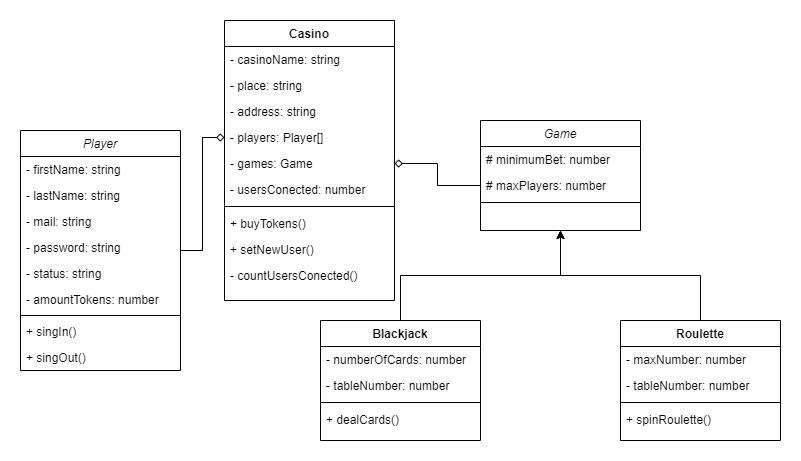 Casino
- casinoName: string
- place: string
- address: string
- players: Player[]
- games: Game
- usersConected: number
+ buyTokens()
+ setNewUser()
- countUsersConected()
Player
- firstName: string
- lastName: string
- mail: string
- password: string
- status: string
- amountTokens: number
+ singIn()
+ singOut()
Game
# minimumBet: number
# maxPlayers: number
Blackjack
- numberOfCards: number
- tableNumber: number
+ dealCards()
Roulette
- maxNumber: number
- tableNumber: number
+ spinRoulette()